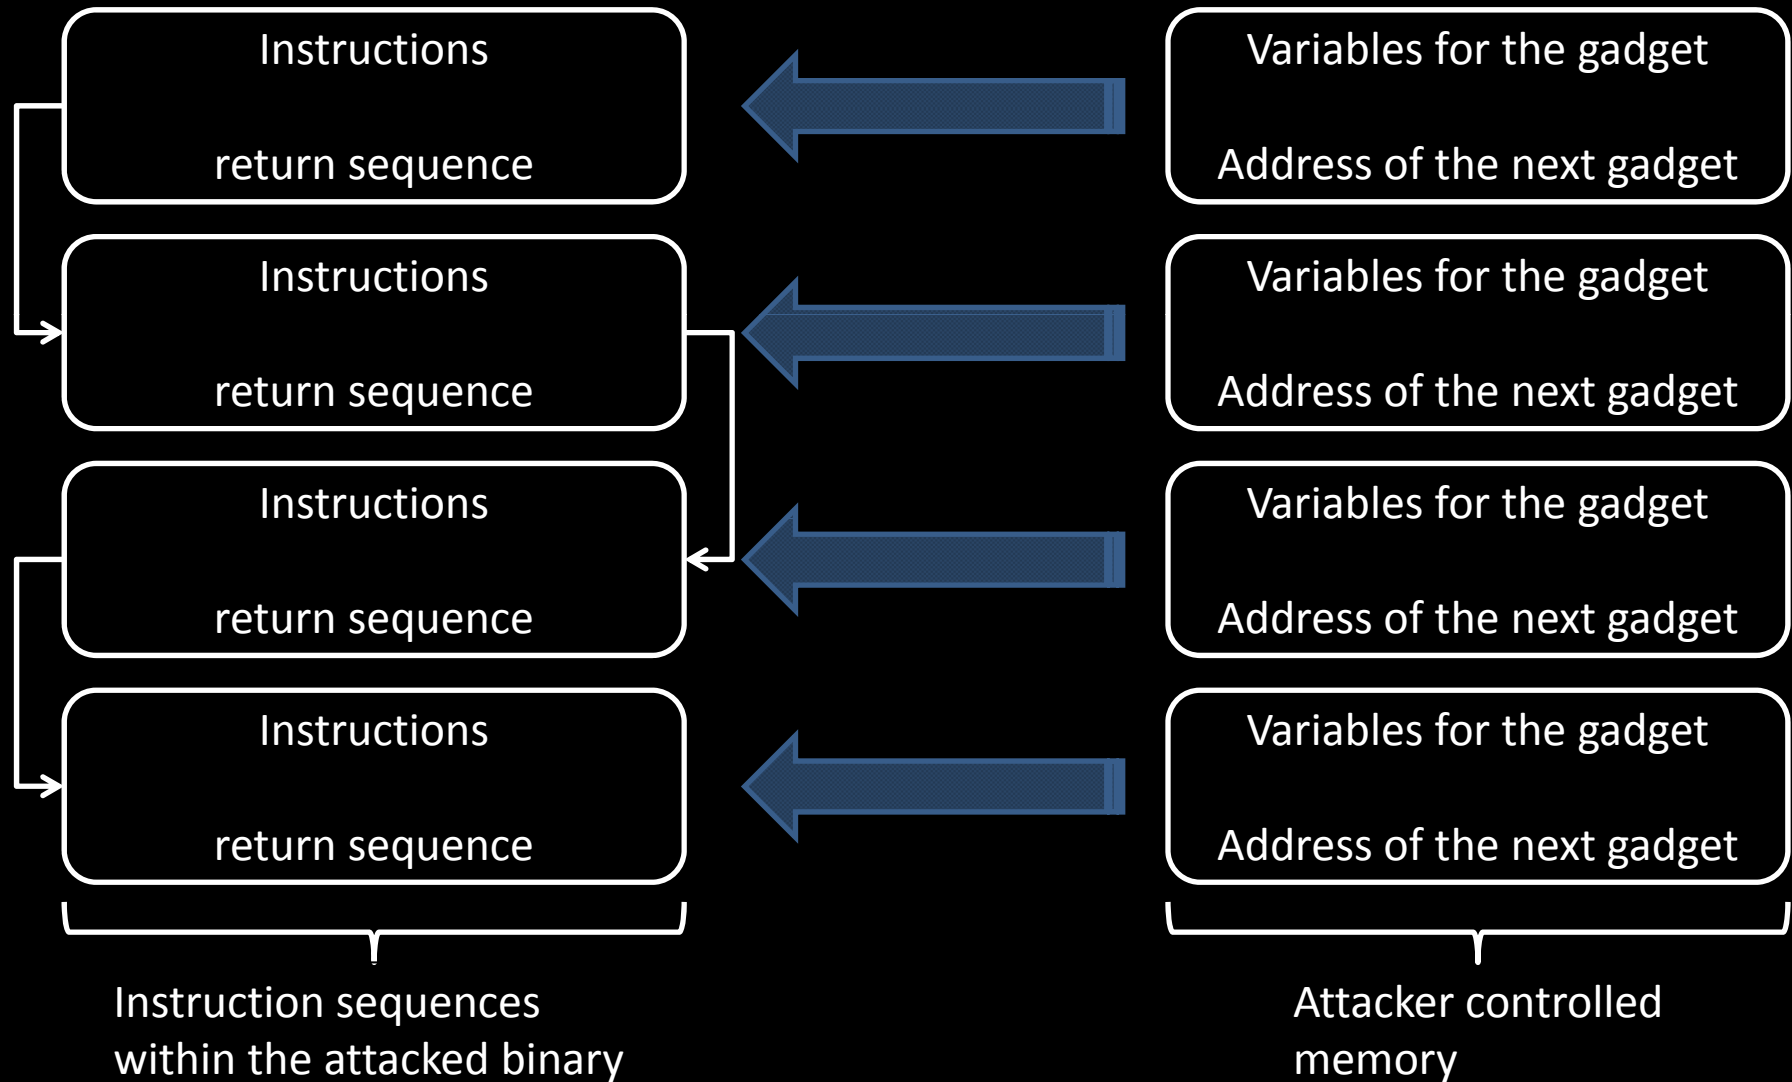 Instructions
return sequence
Variables for the gadget
Address of the next gadget
Instructions
return sequence
Variables for the gadget
Address of the next gadget
Instructions
return sequence
Variables for the gadget
Address of the next gadget
Instructions
return sequence
Variables for the gadget
Address of the next gadget
Instruction sequences
within the attacked binary
Attacker controlled
memory